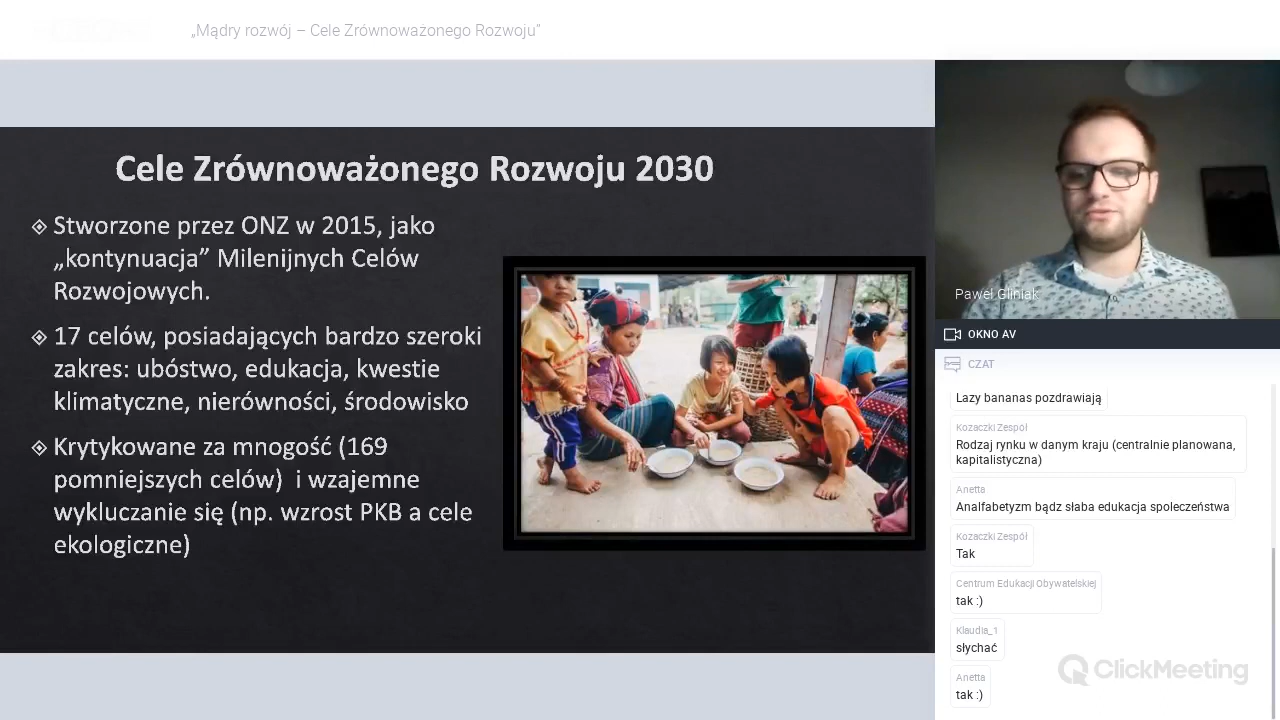 „Mądry rozwój – Cele Zrównoważonego Rozwoju”
Cele Zrównoważonego Rozwoju 2030
Stworzone przez ONZ w 2015, jako
„kontynuacja” Milenijnych Celów
Rozwojowych.
17 celów, posiadających bardzo szeroki
zakres: ubóstwo, edukacja, kwestie
klimatyczne, nierówności, środowisko
Krytykowane za mnogość (169
pomniejszych celów) i wzajemne
wykluczanie się (np. wzrost PKB a cele
ekologiczne)
Paweł Gliniak
OKNO AV
CZAT
Lazy bananas pozdrawiają
Kozaczki Zespół
Rodzaj rynku w danym kraju (centralnie planowana,
kapitalistyczna)
Anetta
Analfabetyzm bądz słaba edukacja spoleczeństwa
Kozaczki Zespół
Tak
Centrum Edukacji Obywatelskiej
tak :)
Klaudia_1
słychać
Anetta
tak :)
ClickMeeting